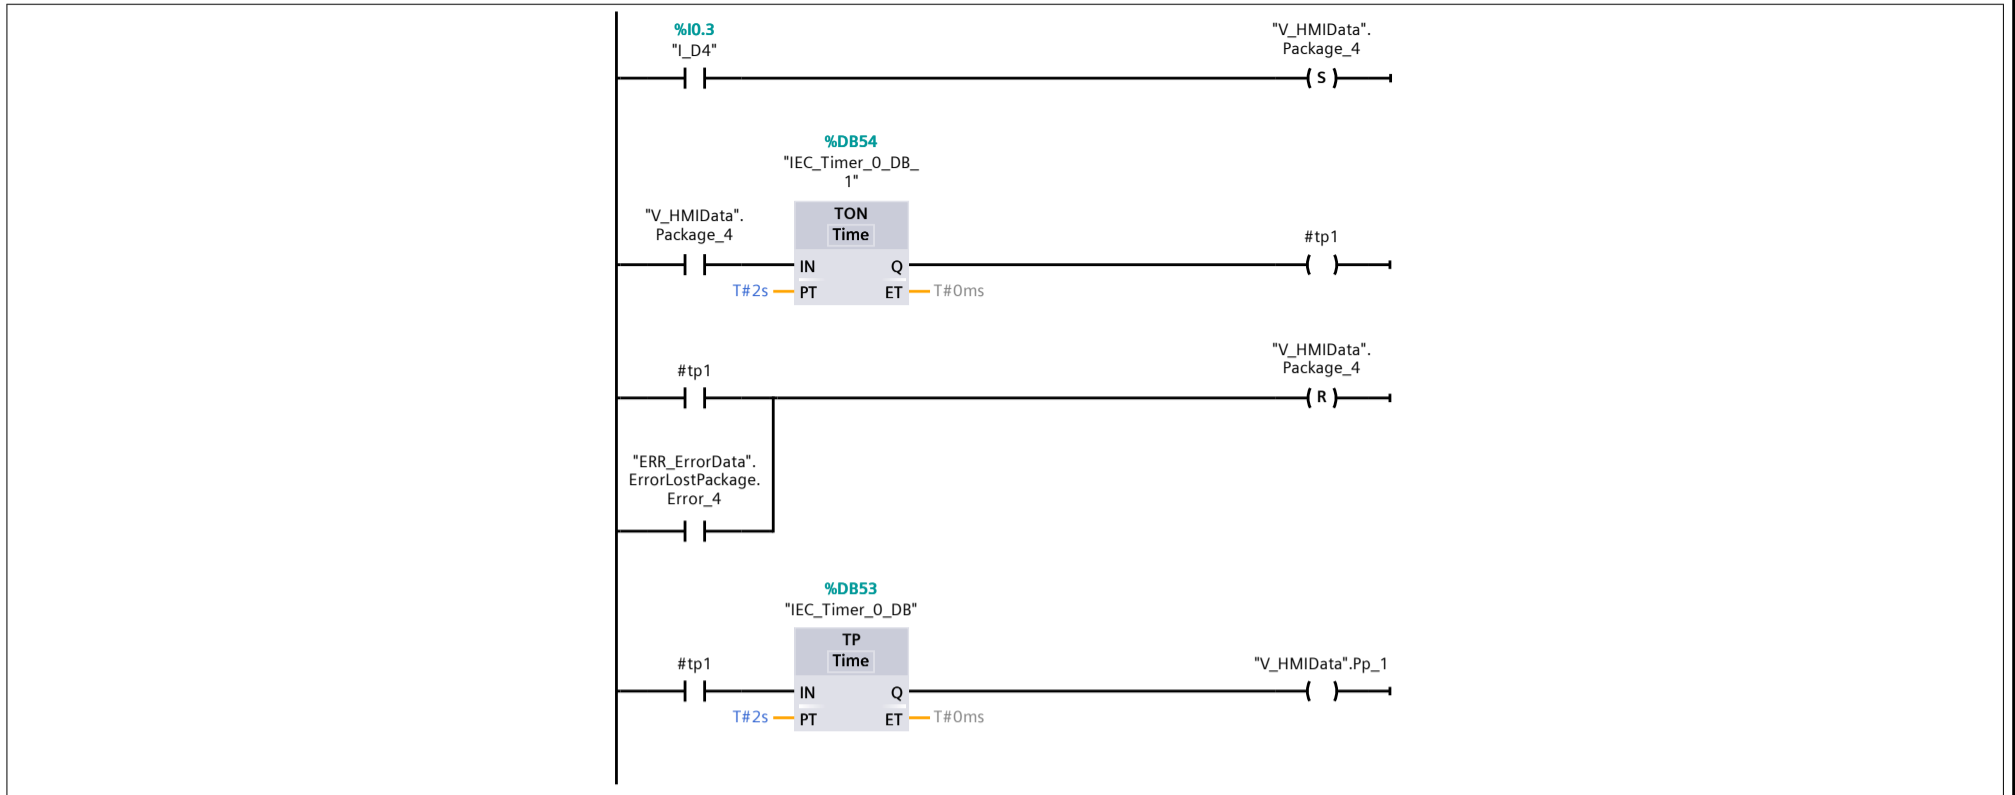 %I0.3
"I_D4"
"V_HMIData".
Package_4
S
%DB54
"IEC_Timer_0_DB_
1"
"V_HMIData".
Package_4
TON
Time
IN
Q
T#2s
PT
ET
T#0ms
#tp1
#tp1
"V_HMIData".
Package_4
R
"ERR_ErrorData".
ErrorLostPackage.
Error_4
%DB53
"IEC_Timer_0_DB"
#tp1
TP
Time
IN
Q
T#2s
PT
ET
T#0ms
"V_HMIData".Pp_1